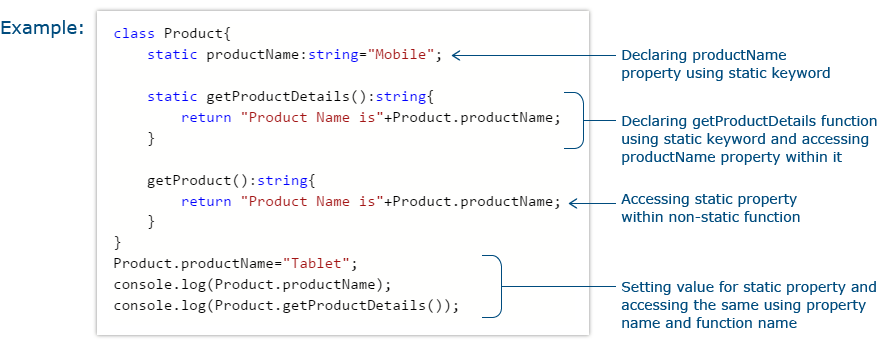 Example:
class Product{
static productName:string="Mobile";
Declaring productName
property using static keyword
static getProductDetails():string{
return "Product Name is"+Product.productName;
}
Declaring getProductDetails function
using static keyword and accessing
productName property within it
getProduct():string{
return "Product Name is"+Product.productName;
}
Accessing static property
within non-static function
}
Product.productName="Tablet";
console.log(Product.productName);
console.log(Product.getProductDetails());
Setting value for static property and
accessing the same using property
name and function name